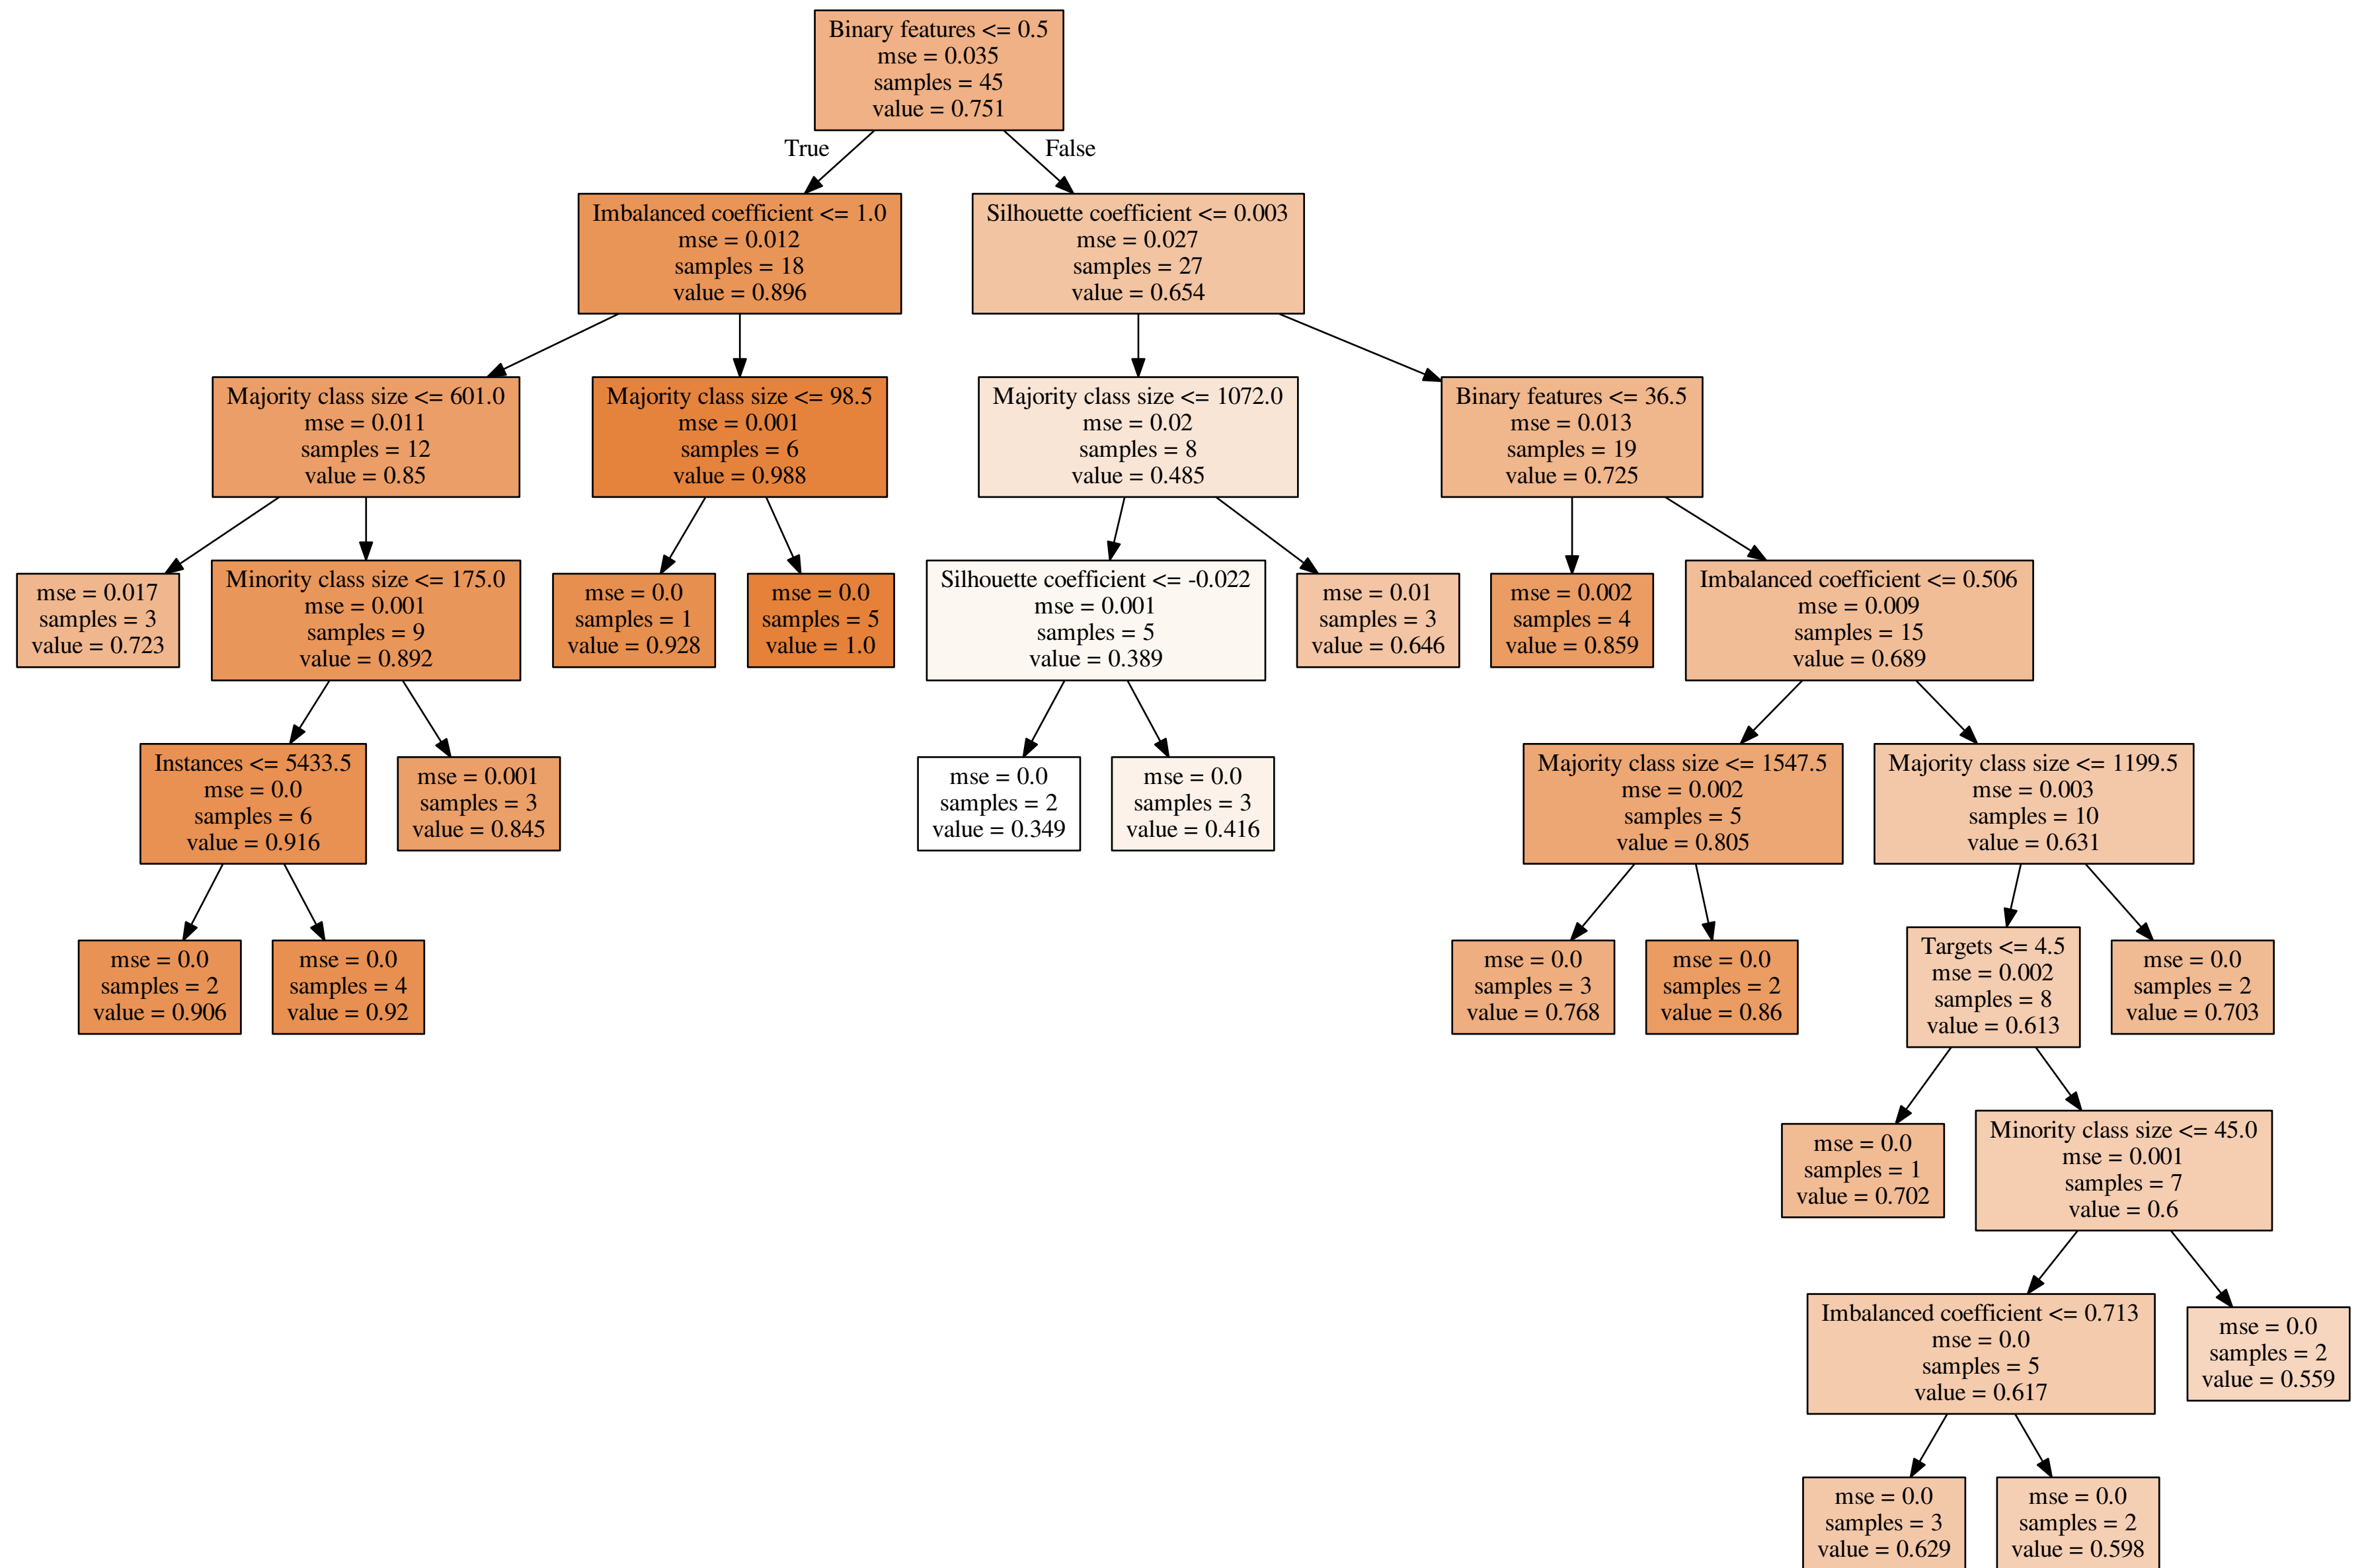 Binary features <= 0.5
mse = 0.035
samples = 45
value = 0.751
True
False
Imbalanced coefficient <= 1.0
mse = 0.012
samples = 18
value = 0.896
Silhouette coefficient <= 0.003
mse = 0.027
samples = 27
value = 0.654
Majority class size <= 601.0
mse = 0.011
samples = 12
value = 0.85
Majority class size <= 98.5
mse = 0.001
samples = 6
value = 0.988
Majority class size <= 1072.0
mse = 0.02
samples = 8
value = 0.485
Binary features <= 36.5
mse = 0.013
samples = 19
value = 0.725
mse = 0.017
samples = 3
value = 0.723
Minority class size <= 175.0
mse = 0.001
samples = 9
value = 0.892
mse = 0.0
samples = 1
value = 0.928
mse = 0.0
samples = 5
value = 1.0
Silhouette coefficient <= -0.022
mse = 0.001
samples = 5
value = 0.389
mse = 0.01
samples = 3
value = 0.646
mse = 0.002
samples = 4
value = 0.859
Imbalanced coefficient <= 0.506
mse = 0.009
samples = 15
value = 0.689
Instances <= 5433.5
mse = 0.0
samples = 6
value = 0.916
mse = 0.001
samples = 3
value = 0.845
mse = 0.0
samples = 2
value = 0.349
mse = 0.0
samples = 3
value = 0.416
Majority class size <= 1547.5
mse = 0.002
samples = 5
value = 0.805
Majority class size <= 1199.5
mse = 0.003
samples = 10
value = 0.631
mse = 0.0
samples = 2
value = 0.906
mse = 0.0
samples = 4
value = 0.92
mse = 0.0
samples = 3
value = 0.768
mse = 0.0
samples = 2
value = 0.86
Targets <= 4.5
mse = 0.002
samples = 8
value = 0.613
mse = 0.0
samples = 2
value = 0.703
mse = 0.0
samples = 1
value = 0.702
Minority class size <= 45.0
mse = 0.001
samples = 7
value = 0.6
Imbalanced coefficient <= 0.713
mse = 0.0
samples = 5
value = 0.617
mse = 0.0
samples = 2
value = 0.559
mse = 0.0
samples = 3
value = 0.629
mse = 0.0
samples = 2
value = 0.598